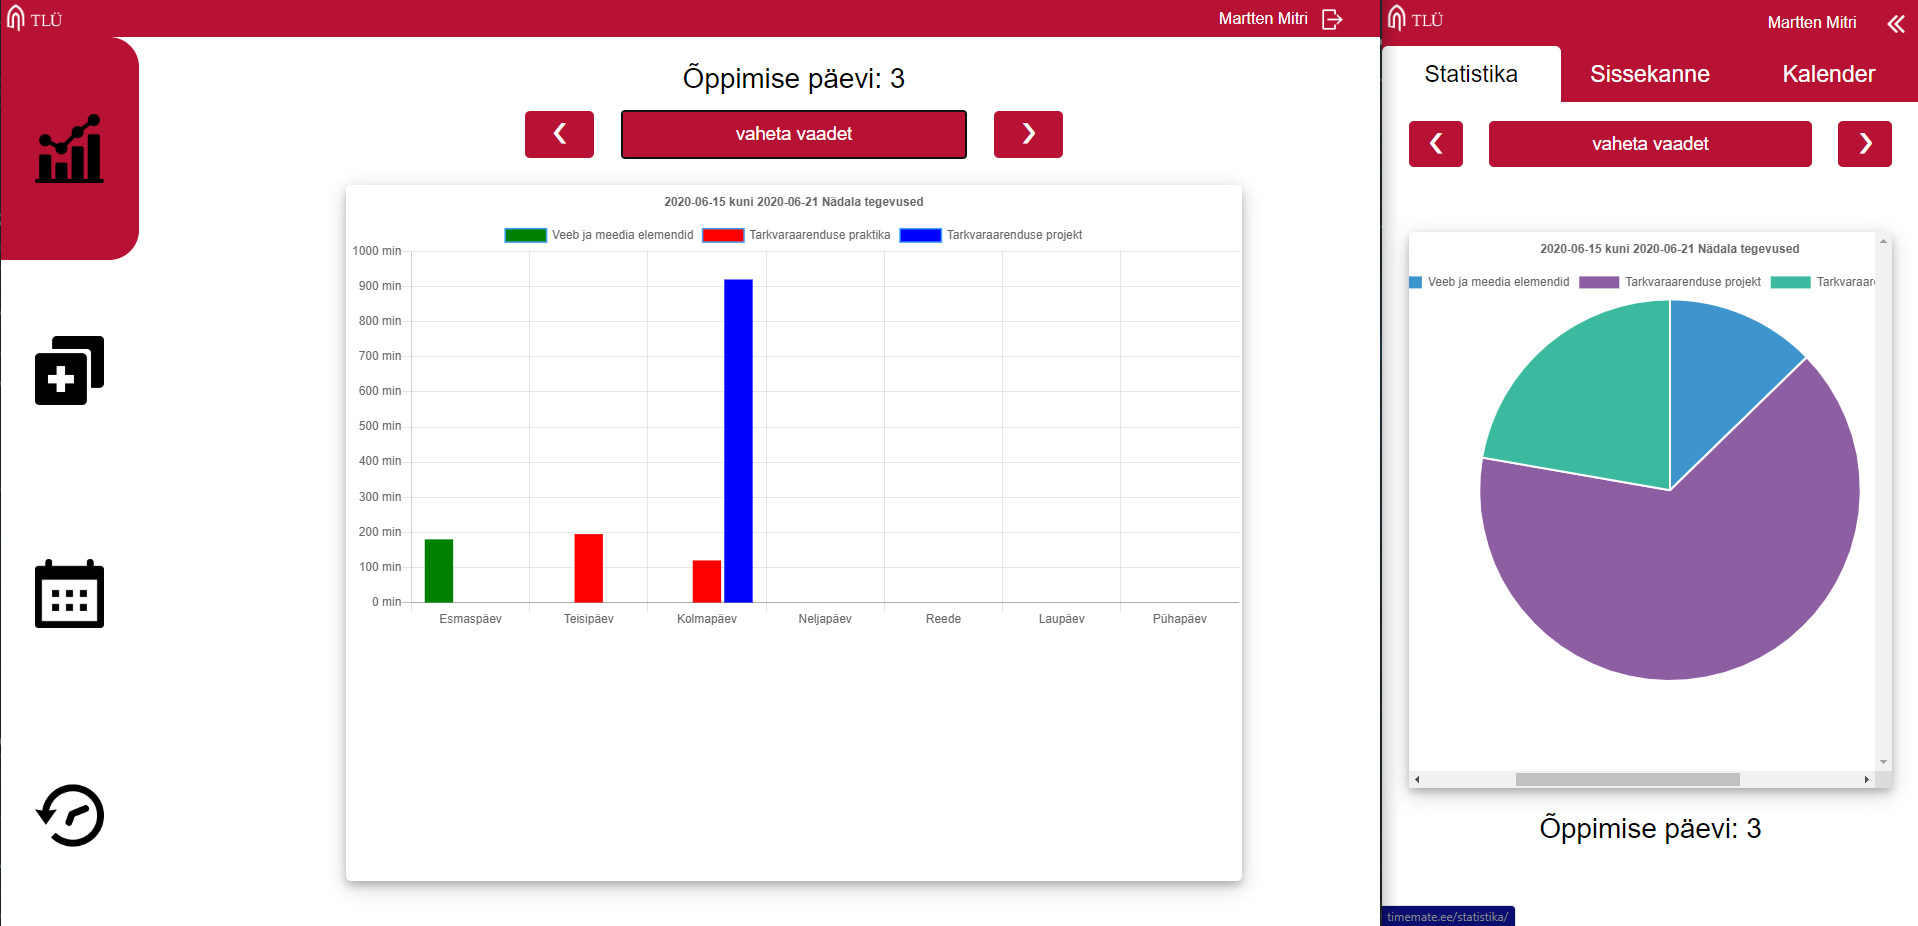 TLÜ
Martten Mitri
Õppimise päevi: 3
vaheta vaadet
2020-06-15 kuni 2020-06-21 Nädala tegevused
Veeb ja meedia elemendid Tarkvaraarenduse praktika Tarkvaraarenduse projekt
1000 min
900 min
800 min
700 min
600 min
500 min
400 min
300 min
200 min
100 min
0 min
Esmaspäev Teisipäev Kolmapäev Neljapäev Reede Laupäev Pühapäev
TLÜ
Martten Mitri
Statistika Sissekanne Kalender
vaheta vaadet
2020-06-15 kuni 2020-06-21 Nädala tegevused
Veeb ja meedia elemendid Tarkvaraarenduse projekt Tarkvaraar
Õppimise päevi: 3
timemate.ee/statistika/